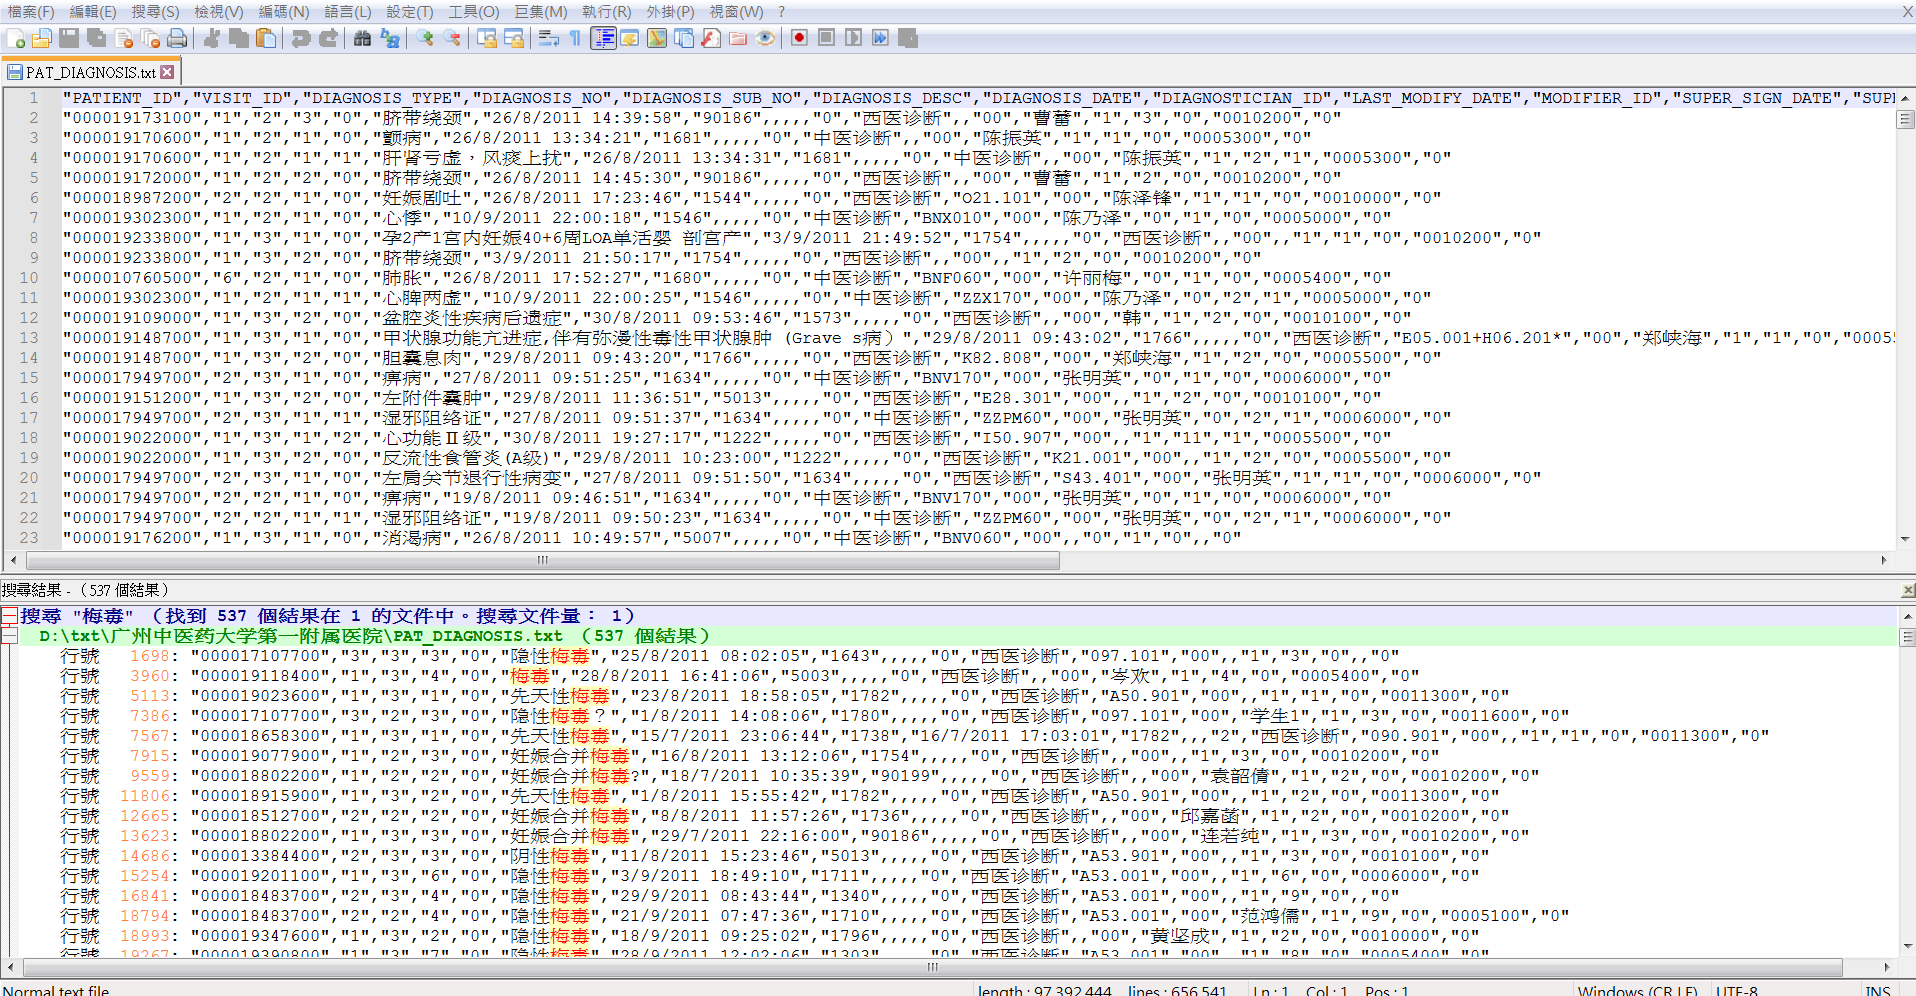 檔案(F) 編輯(E) 搜尋(S) 檢視(V) 編碼(N) 語言(L) 設定(T) 工具(O) 巨集(M) 執行(R) 外掛(P) 視窗(W) ? X
PAT_DIAGNOSIS.txt
1 "PATIENT_ID","VISIT_ID","DIAGNOSIS_TYPE","DIAGNOSIS_NO","DIAGNOSIS_SUB_NO","DIAGNOSIS_DESC","DIAGNOSIS_DATE","DIAGNOSTICIAN_ID","LAST_MODIFY_DATE","MODIFIER_ID","SUPER_SIGN_DATE","SUPE
2 "000019173100","1","2","3","0","脐带绕颈","26/8/2011 14:39:58","90186",,,,,"0","西医诊断",,"00","曹蕾","1","3","0","0010200","0"
3 "000019170600","1","2","1","0","颤病","26/8/2011 13:34:21","1681",,,,,"0","中医诊断",,"00","陈振英","1","1","0","0005300","0"
4 "000019170600","1","2","1","1","肝肾亏虚，风痰上扰","26/8/2011 13:34:31","1681",,,,,"0","中医诊断",,"00","陈振英","1","2","1","0005300","0"
5 "000019172000","1","2","2","0","脐带绕颈","26/8/2011 14:45:30","90186",,,,,"0","西医诊断",,"00","曹蕾","1","2","0","0010200","0"
6 "000018987200","2","2","1","0","妊娠剧吐","26/8/2011 17:23:46","1544",,,,,"0","西医诊断","O21.101","00","陈泽锋","1","1","0","0010000","0"
7 "000019302300","1","2","1","0","心悸","10/9/2011 22:00:18","1546",,,,,"0","中医诊断","BNX010","00","陈乃泽","0","1","0","0005000","0"
8 "000019233800","1","3","1","0","孕2产1宫内妊娠40+6周LOA单活婴 剖宫产","3/9/2011 21:49:52","1754",,,,,"0","西医诊断",,"00",,"1","1","0","0010200","0"
9 "000019233800","1","3","2","0","脐带绕颈","3/9/2011 21:50:17","1754",,,,,"0","西医诊断",,"00",,"1","2","0","0010200","0"
10 "000010760500","6","2","1","0","肺胀","26/8/2011 17:52:27","1680",,,,,"0","中医诊断","BNF060","00","许丽梅","0","1","0","0005400","0"
11 "000019302300","1","2","1","1","心脾两虚","10/9/2011 22:00:25","1546",,,,,"0","中医诊断","ZZX170","00","陈乃泽","0","2","1","0005000","0"
12 "000019109000","1","3","2","0","盆腔炎性疾病后遗症","30/8/2011 09:53:46","1573",,,,,"0","西医诊断",,"00","韩","1","2","0","0010100","0"
13 "000019148700","1","3","1","0","甲状腺功能亢进症,伴有弥漫性毒性甲状腺肿（Grave s病）","29/8/2011 09:43:02","1766",,,,,"0","西医诊断","E05.001+H06.201*","00","郑峡海","1","1","0","00055
14 "000019148700","1","3","2","0","胆囊息肉","29/8/2011 09:43:20","1766",,,,,"0","西医诊断","K82.808","00","郑峡海","1","2","0","0005500","0"
15 "000017949700","2","3","1","0","痹病","27/8/2011 09:51:25","1634",,,,,"0","中医诊断","BNV170","00","张明英","0","1","0","0006000","0"
16 "000019151200","1","3","2","0","左附件囊肿","29/8/2011 11:36:51","5013",,,,,"0","西医诊断","E28.301","00",,"1","2","0","0010100","0"
17 "000017949700","2","3","1","1","湿邪阻络证","27/8/2011 09:51:37","1634",,,,,"0","中医诊断","ZZPM60","00","张明英","0","2","1","0006000","0"
18 "000019022000","1","3","1","2","心功能Ⅱ级","30/8/2011 19:27:17","1222",,,,,"0","西医诊断","I50.907","00",,"1","11","1","0005500","0"
19 "000019022000","1","3","2","0","反流性食管炎(A级)","29/8/2011 10:23:00","1222",,,,,"0","西医诊断","K21.001","00",,"1","2","0","0005500","0"
20 "000017949700","2","3","2","0","左肩关节退行性病变","27/8/2011 09:51:50","1634",,,,,"0","西医诊断","S43.401","00","张明英","1","1","0","0006000","0"
21 "000017949700","2","2","1","0","痹病","19/8/2011 09:46:51","1634",,,,,"0","中医诊断","BNV170","00","张明英","0","1","0","0006000","0"
22 "000017949700","2","2","1","1","湿邪阻络证","19/8/2011 09:50:23","1634",,,,,"0","中医诊断","ZZPM60","00","张明英","0","2","1","0006000","0"
23 "000019176200","1","3","1","0","消渴病","26/8/2011 10:49:57","5007",,,,,"0","中医诊断","BNV060","00",,"0","1","0",,"0"
搜尋結果 - （537 個結果）
搜尋 "梅毒" （找到 537 個結果在 1 的文件中。搜尋文件量： 1）
D:\txt\广州中医药大学第一附属医院\PAT_DIAGNOSIS.txt （537 個結果）
行號 1698: "000017107700","3","3","3","0","隐性梅毒","25/8/2011 08:02:05","1643",,,,,"0","西医诊断","097.101","00",,"1","3","0",,"0"
行號 3960: "000019118400","1","3","4","0","梅毒","28/8/2011 16:41:06","5003",,,,,"0","西医诊断",,"00","岑欢","1","4","0","0005400","0"
行號 5113: "000019023600","1","3","1","0","先天性梅毒","23/8/2011 18:58:05","1782",,,,,"0","西医诊断","A50.901","00",,"1","1","0","0011300","0"
行號 7386: "000017107700","3","2","3","0","隐性梅毒？","1/8/2011 14:08:06","1780",,,,,"0","西医诊断","097.101","00","学生1","1","3","0","0011600","0"
行號 7567: "000018658300","1","3","1","0","先天性梅毒","15/7/2011 23:06:44","1738","16/7/2011 17:03:01","1782",,,"2","西医诊断","090.901","00",,"1","1","0","0011300","0"
行號 7915: "000019077900","1","2","3","0","妊娠合并梅毒","16/8/2011 13:12:06","1754",,,,,"0","西医诊断",,"00",,"1","3","0","0010200","0"
行號 9559: "000018802200","1","2","2","0","妊娠合并梅毒?","18/7/2011 10:35:39","90199",,,,,"0","西医诊断",,"00","袁韶倩","1","2","0","0010200","0"
行號 11806: "000018915900","1","3","2","0","先天性梅毒","1/8/2011 15:55:42","1782",,,,,"0","西医诊断","A50.901","00",,"1","2","0","0011300","0"
行號 12665: "000018512700","2","2","2","0","妊娠合并梅毒","8/8/2011 11:57:26","1736",,,,,"0","西医诊断",,"00","邱嘉菡","1","2","0","0010200","0"
行號 13623: "000018802200","1","3","3","0","妊娠合并梅毒","29/7/2011 22:16:00","90186",,,,,"0","西医诊断",,"00","连若纯","1","3","0","0010200","0"
行號 14686: "000013384400","2","3","3","0","阴性梅毒","11/8/2011 15:23:46","5013",,,,,"0","西医诊断","A53.901","00",,"1","3","0","0010100","0"
行號 15254: "000019201100","1","3","6","0","隐性梅毒","3/9/2011 18:49:10","1711",,,,,"0","西医诊断","A53.001","00",,"1","6","0","0006000","0"
行號 16841: "000018483700","2","3","4","0","隐性梅毒","29/9/2011 08:43:44","1340",,,,,"0","西医诊断","A53.001","00",,"1","9","0",,"0"
行號 18794: "000018483700","2","2","4","0","隐性梅毒","21/9/2011 07:47:36","1710",,,,,"0","西医诊断","A53.001","00","范鸿儒","1","9","0","0005100","0"
行號 18993: "000019347600","1","3","2","0","隐性梅毒","18/9/2011 09:25:02","1796",,,,,"0","西医诊断",,"00","黄坚成","1","2","0","0010000","0"
行號 19267: "000019390800","1","3","7","0","隐性梅毒","28/9/2011 12:02:06","1303",,,,,"0","西医诊断","A53.001","00",,"1","8","0","0005400","0"
Normal text file length : 97,392,444 lines : 656,541 Ln : 1 Col : 1 Pos : 1 Windows (CR LF) UTF-8 INS